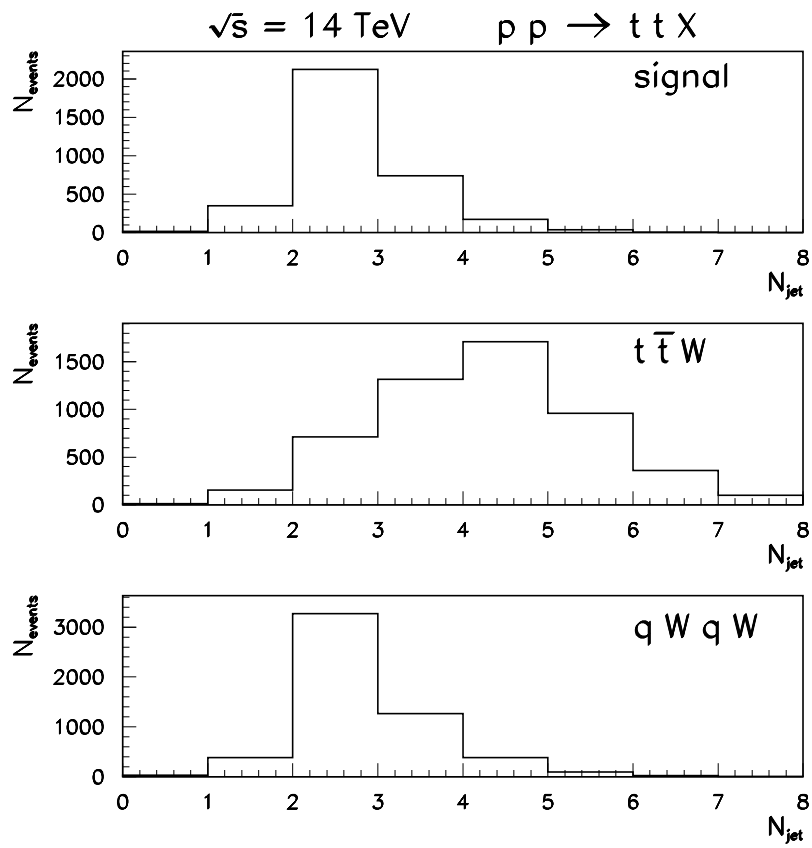 √s̅ = 14 TeV p p → t t X
signal
N_events
2000
1500
1000
500
0
0 1 2 3 4 5 6 7 8
N_jet
t t̅ W
N_events
1500
1000
500
0
0 1 2 3 4 5 6 7 8
N_jet
q W q W
N_events
3000
2000
1000
0
0 1 2 3 4 5 6 7 8
N_jet